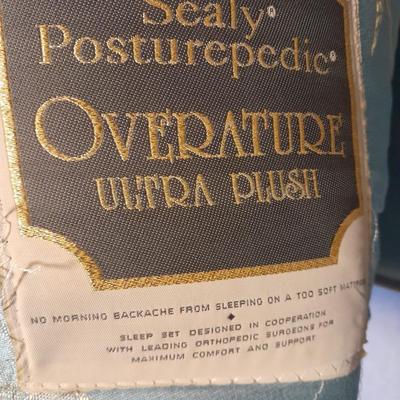 Sealy®
Posturepedic®
OVERATURE
ULTRA PLUSH
NO MORNING BACKACHE FROM SLEEPING ON A TOO SOFT MATTRESS
SLEEP SET DESIGNED IN COOPERATION
WITH LEADING ORTHOPEDIC SURGEONS FOR
MAXIMUM COMFORT AND SUPPORT